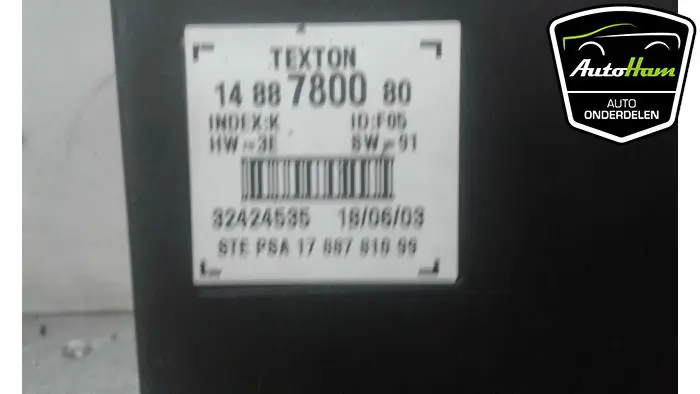 TEXTON
14 88 7800 80
INDEX:K ID:F05
HW-3E SW-91
32424535 18/06/03
STE PSA 17 887 816 99
AutoHam
AUTO
ONDERDELEN